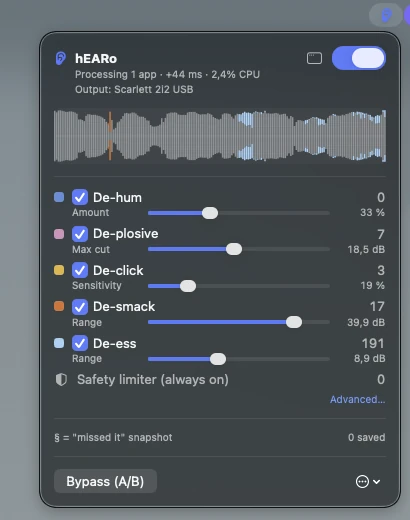 hEARo
Processing 1 app · +44 ms · 2,4% CPU
Output: Scarlett 2i2 USB
De-hum 0
Amount 33 %
De-plosive 7
Max cut 18,5 dB
De-click 3
Sensitivity 19 %
De-smack 17
Range 39,9 dB
De-ess 191
Range 8,9 dB
Safety limiter (always on) 0
Advanced...
§ = "missed it" snapshot 0 saved
Bypass (A/B)